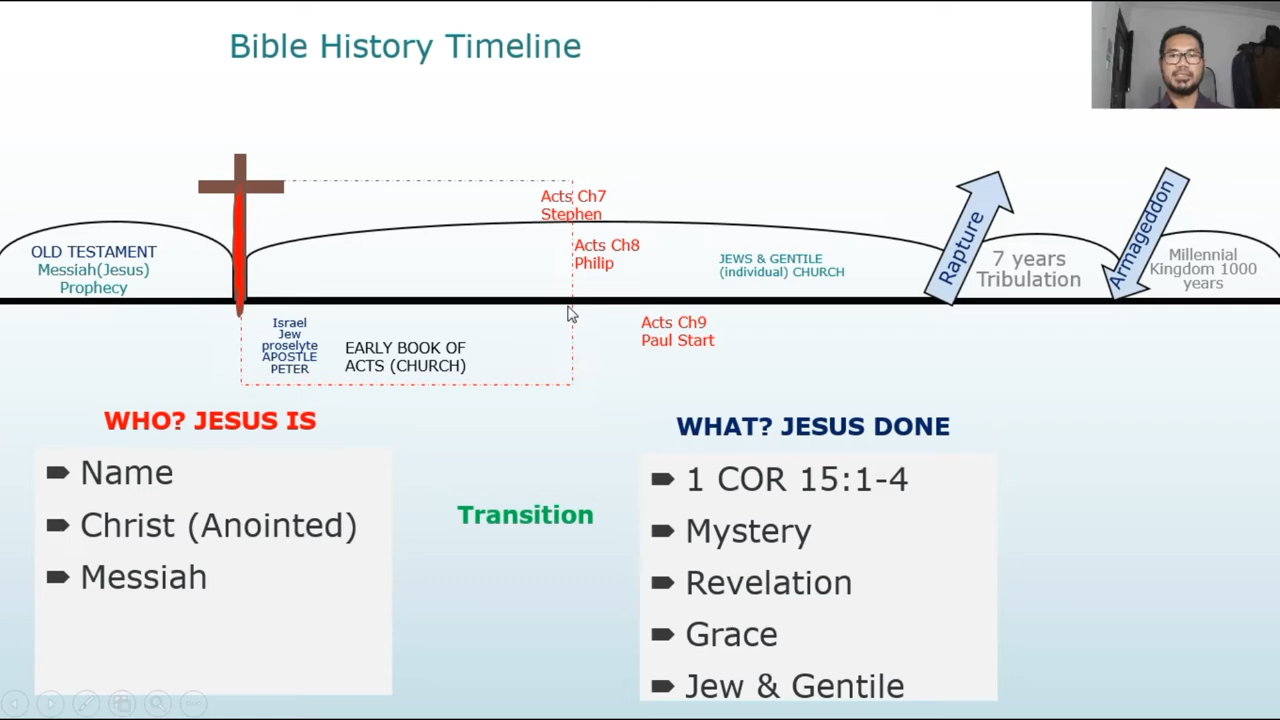 Bible History Timeline
Acts Ch7
Stephen
OLD TESTAMENT
Messiah(Jesus)
Prophecy
Acts Ch8
Philip
JEWS & GENTILE
(individual) CHURCH
Rapture
7 years
Tribulation
Armageddon
Millennial
Kingdom 1000
years
Israel
Jew
proselyte
APOSTLE
PETER
EARLY BOOK OF
ACTS (CHURCH)
Acts Ch9
Paul Start
WHO? JESUS IS
Name
Christ (Anointed)
Messiah
Transition
WHAT? JESUS DONE
1 COR 15:1-4
Mystery
Revelation
Grace
Jew & Gentile